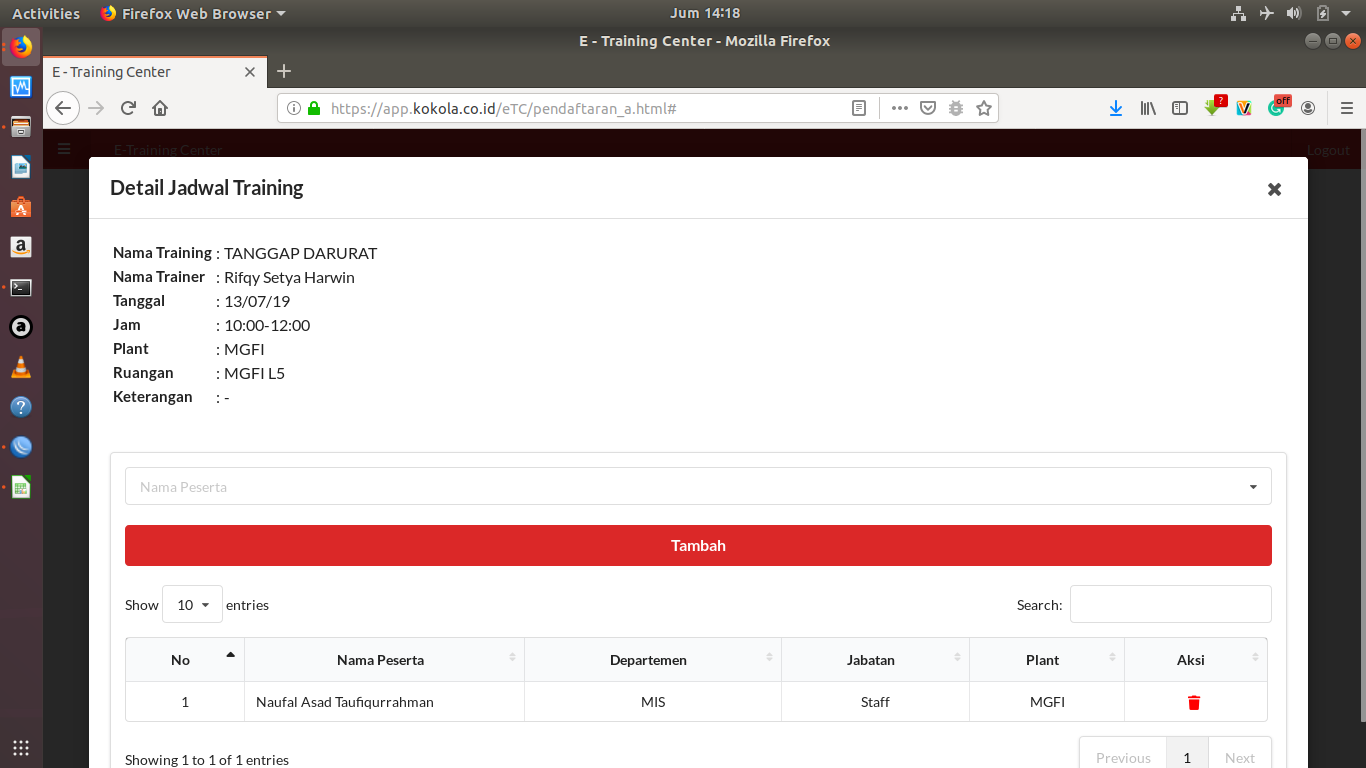 Activities Firefox Web Browser Jum 14:18
E - Training Center - Mozilla Firefox
E - Training Center
https://app.kokola.co.id/eTC/pendaftaran_a.html# ? off
E-Training Center Logout
Detail Jadwal Training
Nama Training : TANGGAP DARURAT
Nama Trainer : Rifqy Setya Harwin
Tanggal : 13/07/19
Jam : 10:00-12:00
Plant : MGFI
Ruangan : MGFI L5
Keterangan : -
Nama Peserta
Tambah
Show 10 entries Search:
No Nama Peserta Departemen Jabatan Plant Aksi
1 Naufal Asad Taufiqurrahman MIS Staff MGFI
Showing 1 to 1 of 1 entries Previous 1 Next